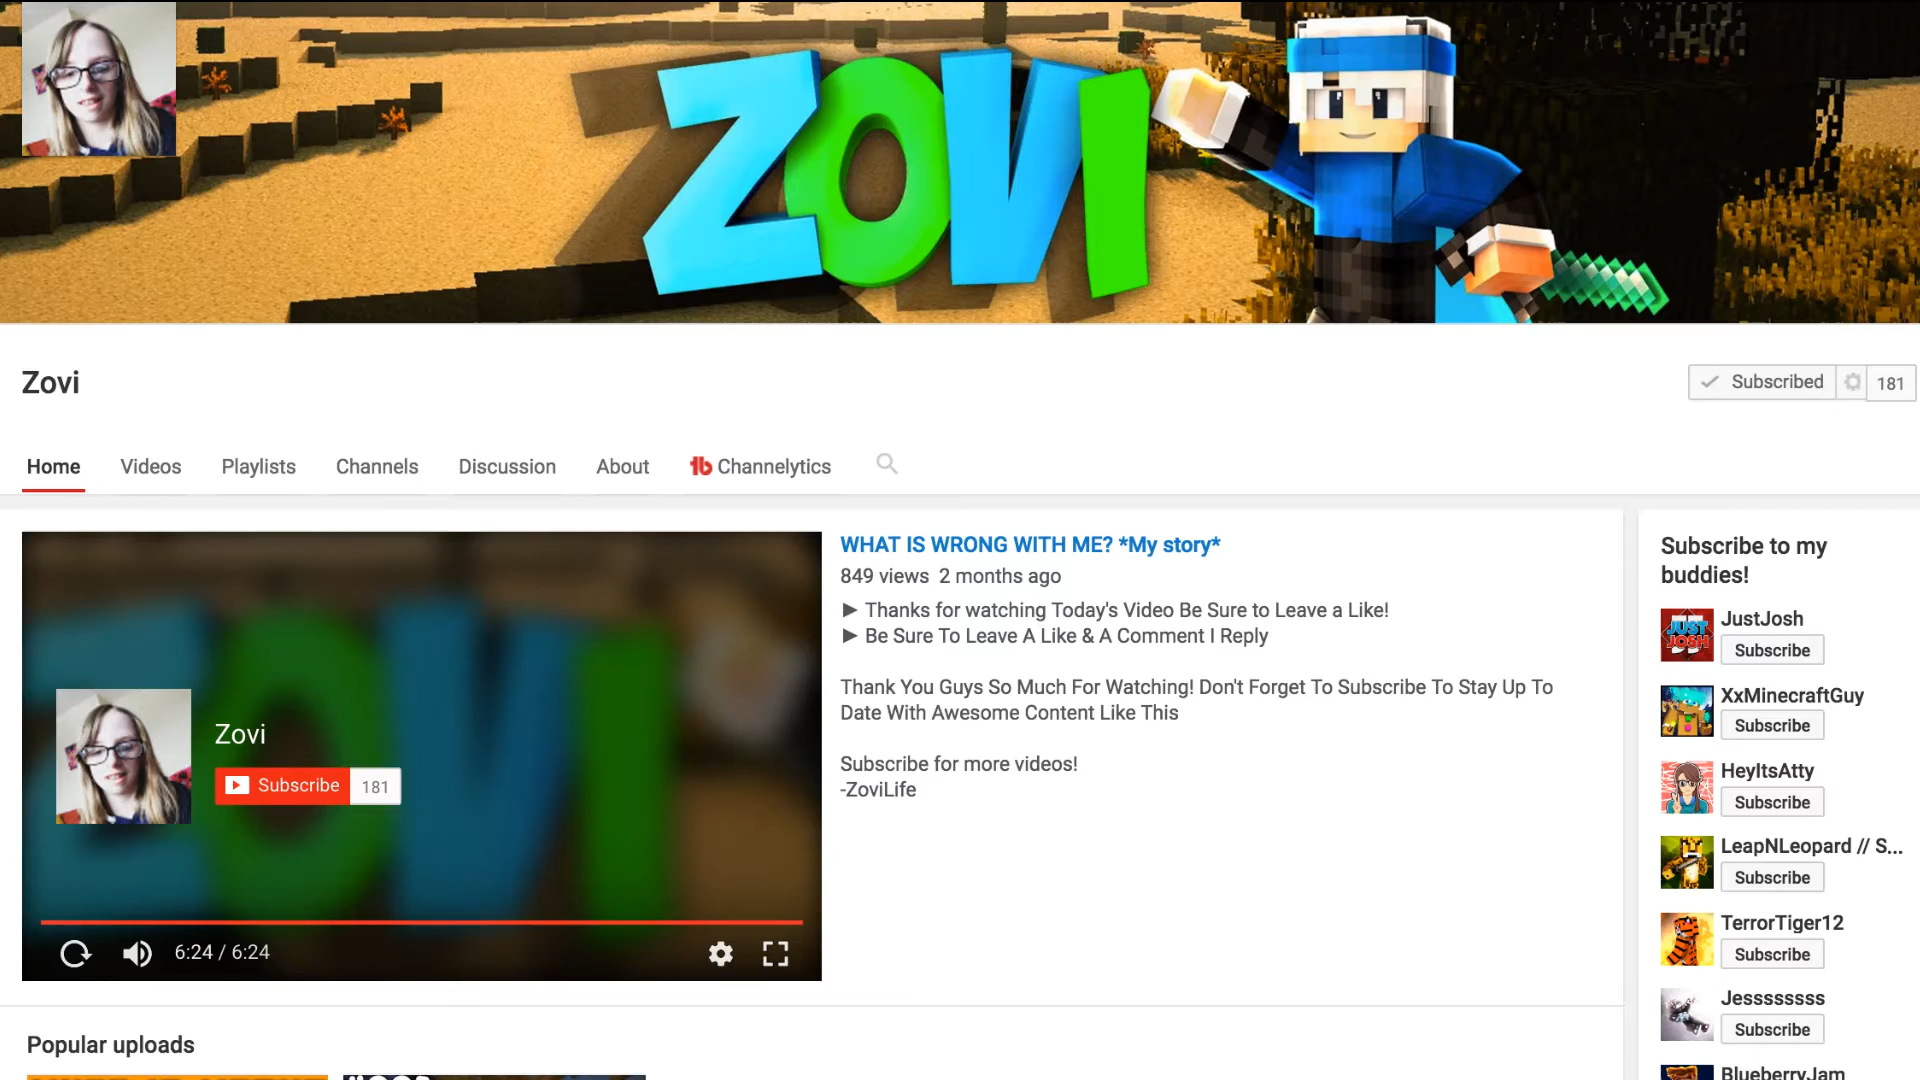 ZOVI
Zovi
Subscribed
181
Home
Videos
Playlists
Channels
Discussion
About
Channelytics
WHAT IS WRONG WITH ME? *My story*
849 views 2 months ago
► Thanks for watching Today's Video Be Sure to Leave a Like!
► Be Sure To Leave A Like & A Comment I Reply
Thank You Guys So Much For Watching! Don't Forget To Subscribe To Stay Up To
Date With Awesome Content Like This
Subscribe for more videos!
-ZoviLife
ZOVI
Zovi
Subscribe
181
6:24 / 6:24
Popular uploads
Subscribe to my
buddies!
JUST
JOSH
JustJosh
Subscribe
XxMinecraftGuy
Subscribe
HeyItsAtty
Subscribe
LeapNLeopard // S...
Subscribe
TerrorTiger12
Subscribe
Jesssssssss
Subscribe
BlueberryJam